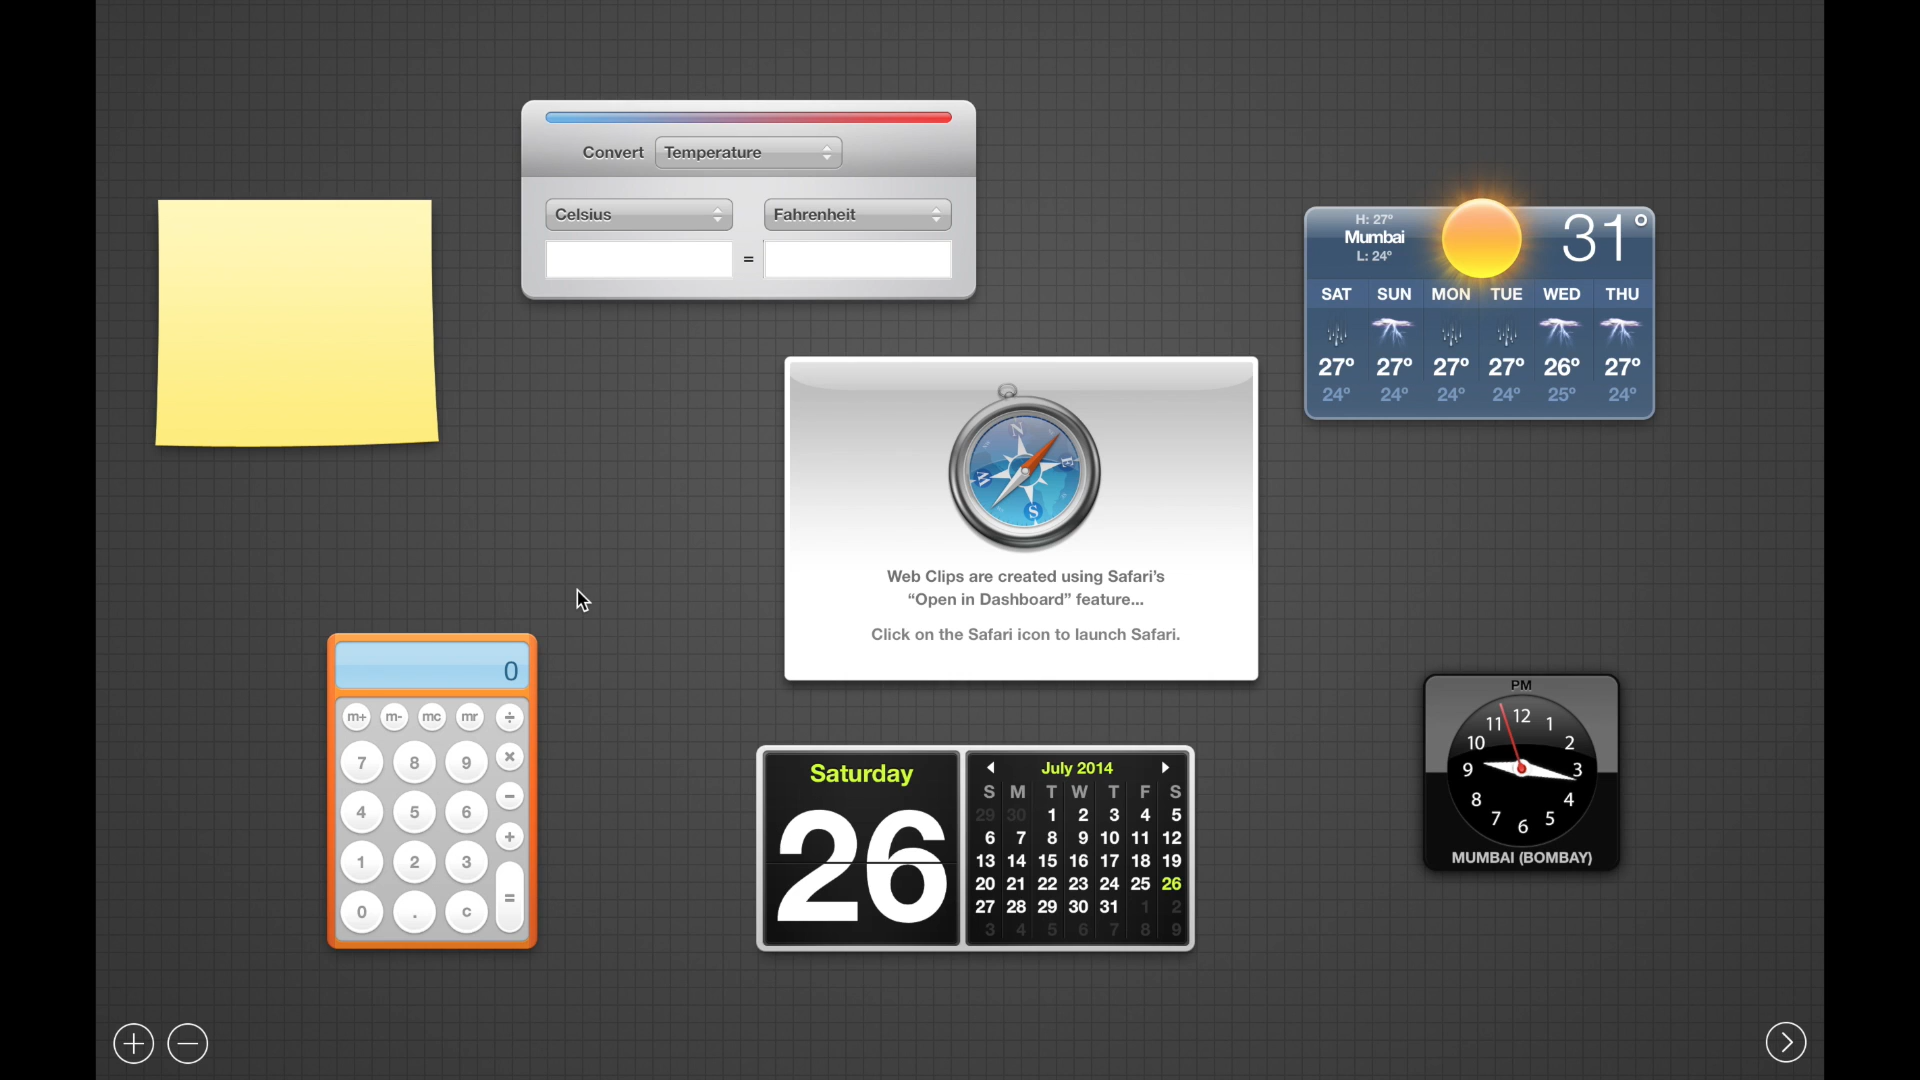 Convert Temperature
Celsius Fahrenheit
=
H: 27°
Mumbai
L: 24°
31°
SAT SUN MON TUE WED THU
27° 27° 27° 27° 26° 27°
24° 24° 24° 24° 25° 24°
N
E
W
S
Web Clips are created using Safari’s
“Open in Dashboard” feature...
Click on the Safari icon to launch Safari.
0
m+ m- mc mr ÷
7 8 9 ×
4 5 6 −
1 2 3 +
0 . c =
Saturday
26
July 2014
S M T W T F S
29 30 1 2 3 4 5
6 7 8 9 10 11 12
13 14 15 16 17 18 19
20 21 22 23 24 25 26
27 28 29 30 31 1 2
3 4 5 6 7 8 9
PM
12 1 2 3 4 5 6 7 8 9 10 11
MUMBAI (BOMBAY)